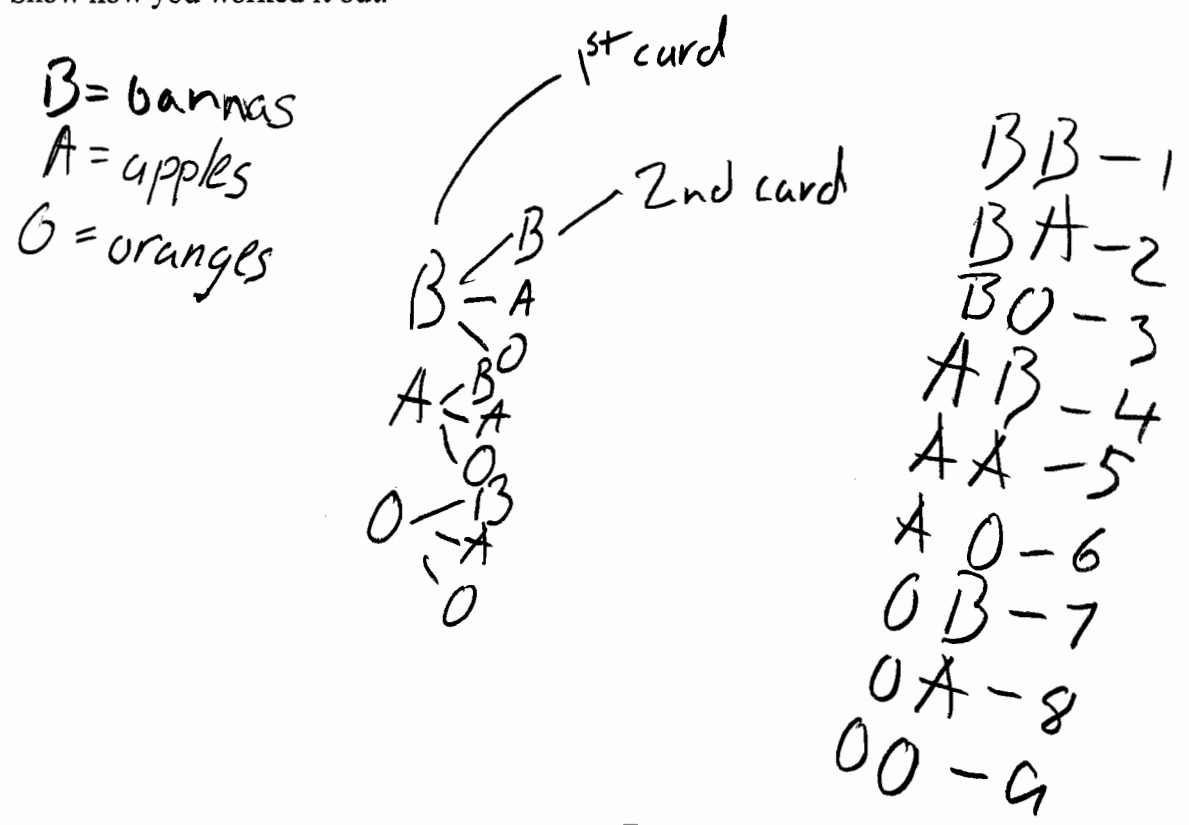 Show how you worked it out.
B= bannas
A = apples
O = oranges
1st card
2nd card
B
B
A
O
A
B
A
O
O
B
A
O
BB - 1
BA - 2
BO - 3
AB - 4
AA - 5
AO - 6
OB - 7
OA - 8
OO - 9